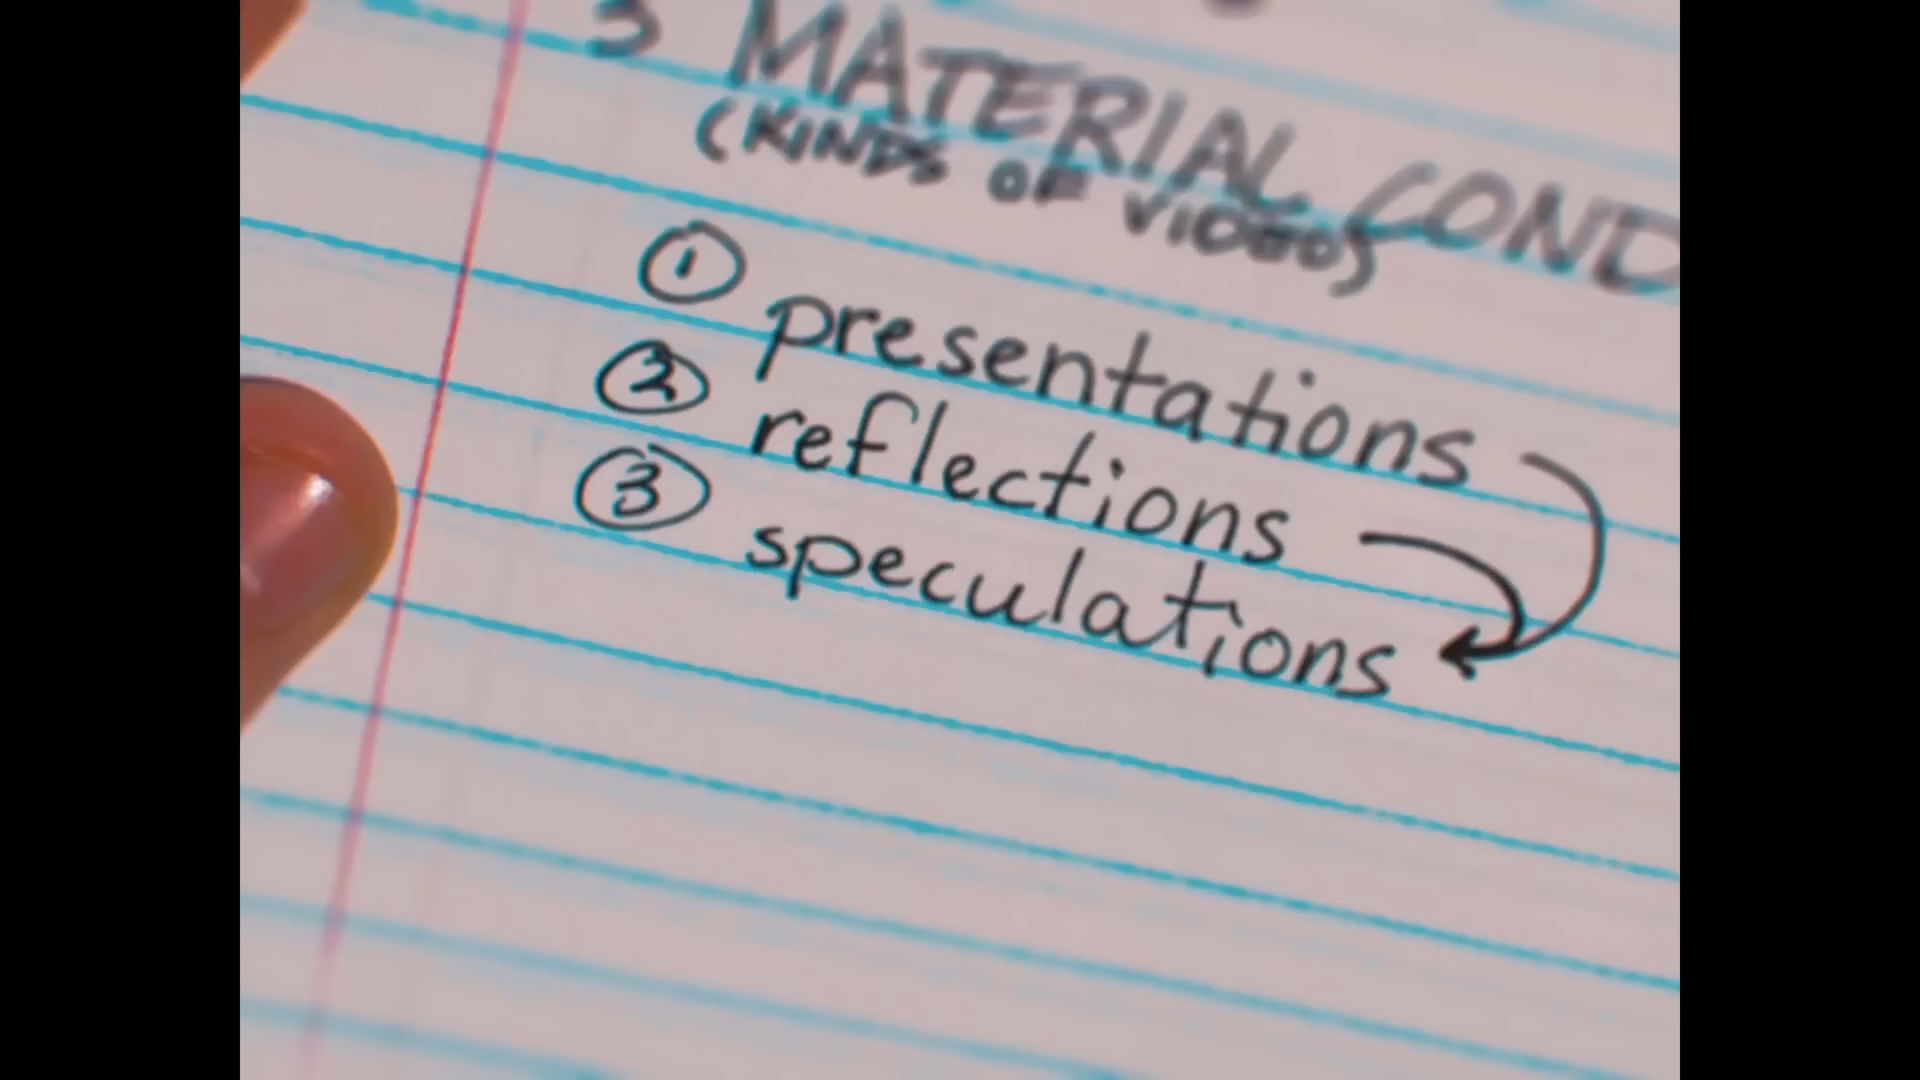 3 MATERIAL COND
(KINDS OF VIDEOS)
① presentations
② reflections
③ speculations